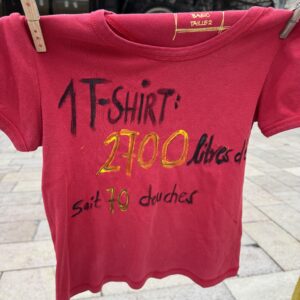 1 T-SHIRT:
2700 litres d'
soit 70 douches